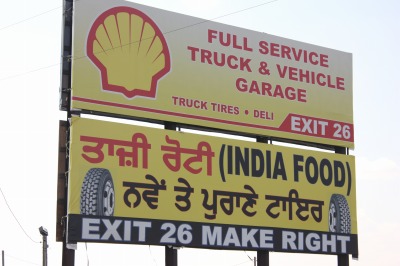 FULL SERVICE
TRUCK & VEHICLE
GARAGE
TRUCK TIRES • DELI
EXIT 26
ਤਾਜ਼ੀ ਰੋਟੀ (INDIA FOOD)
ਨਵੇਂ ਤੇ ਪੁਰਾਣੇ ਟਾਇਰ
EXIT 26 MAKE RIGHT